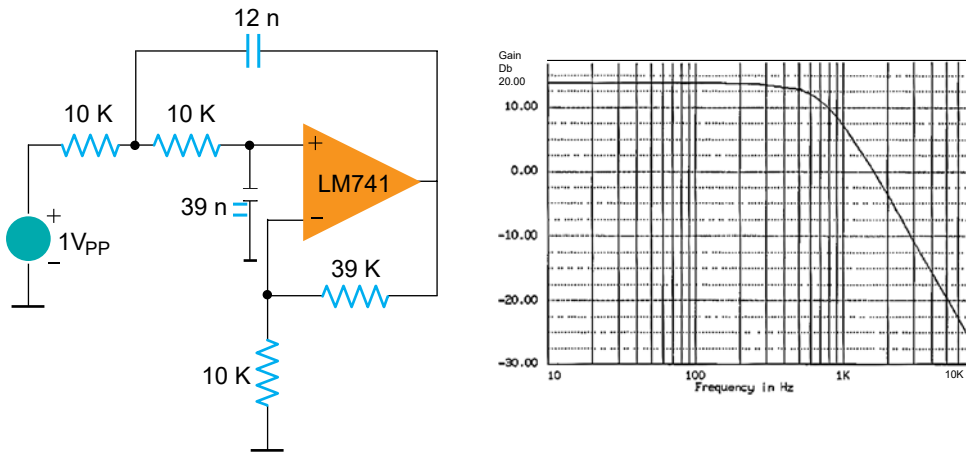 12 n
10 K
10 K
+
LM741
−
39 n
+
1VPP
−
39 K
10 K
Gain
Db
20.00
10.00
0.00
-10.00
-20.00
-30.00
10
100
1K
10K
Frequency in Hz